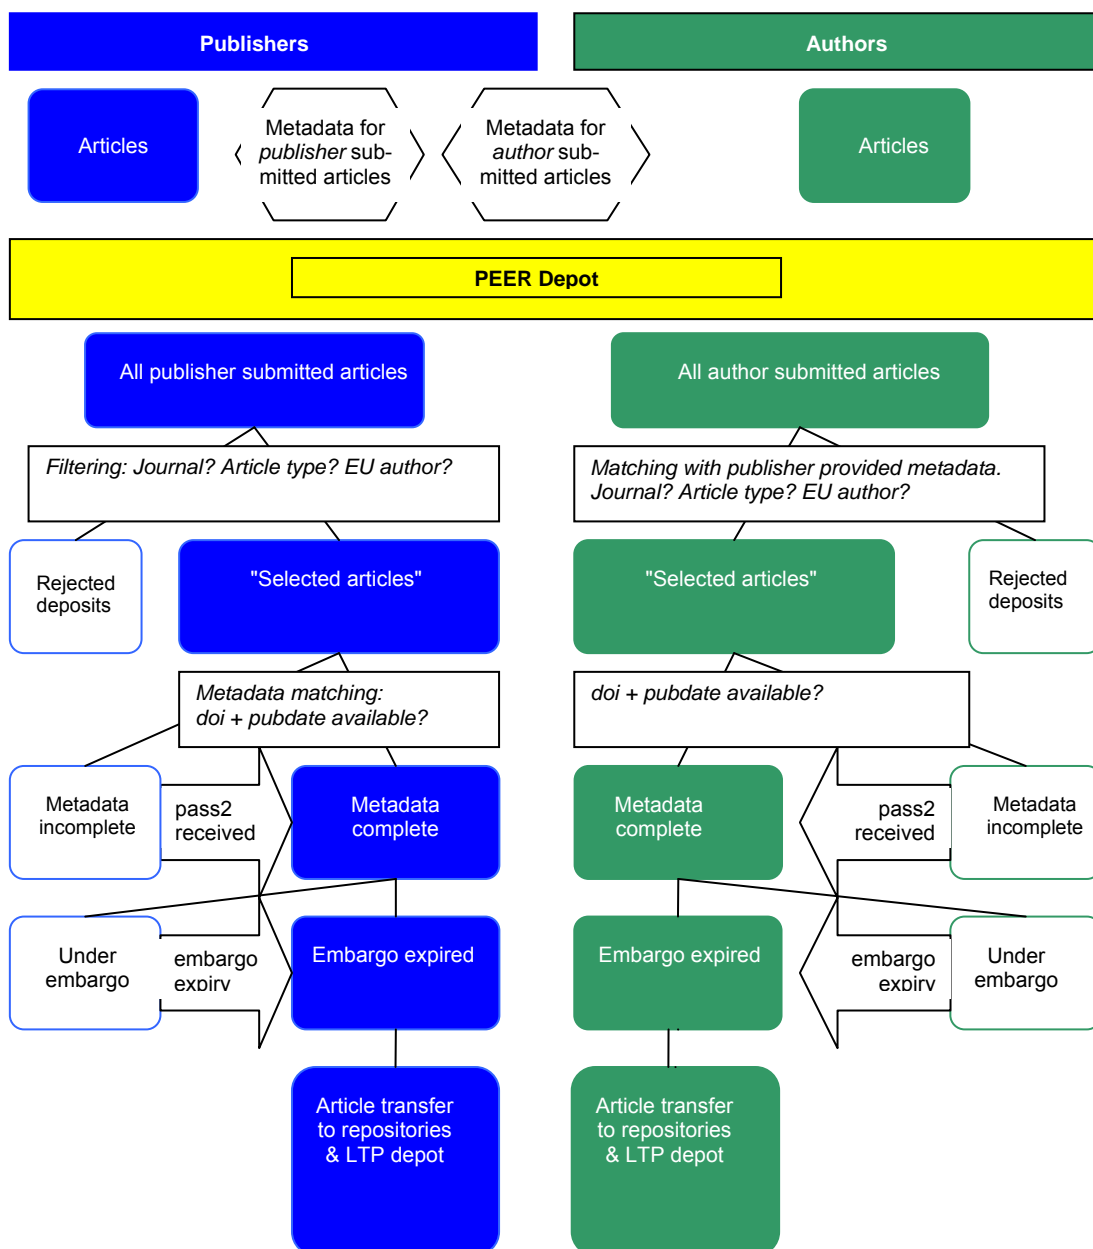 Publishers
Authors
Articles
Metadata for
publisher sub-
mitted articles
Metadata for
author sub-
mitted articles
Articles
PEER Depot
All publisher submitted articles
All author submitted articles
Filtering: Journal? Article type? EU author?
Matching with publisher provided metadata.
Journal? Article type? EU author?
Rejected
deposits
"Selected articles"
"Selected articles"
Rejected
deposits
Metadata matching:
doi + pubdate available?
doi + pubdate available?
Metadata
incomplete
pass2
received
Metadata
complete
Metadata
complete
pass2
received
Metadata
incomplete
Under
embargo
embargo
expiry
Embargo expired
Embargo expired
embargo
expiry
Under
embargo
Article transfer
to repositories
& LTP depot
Article transfer
to repositories
& LTP depot